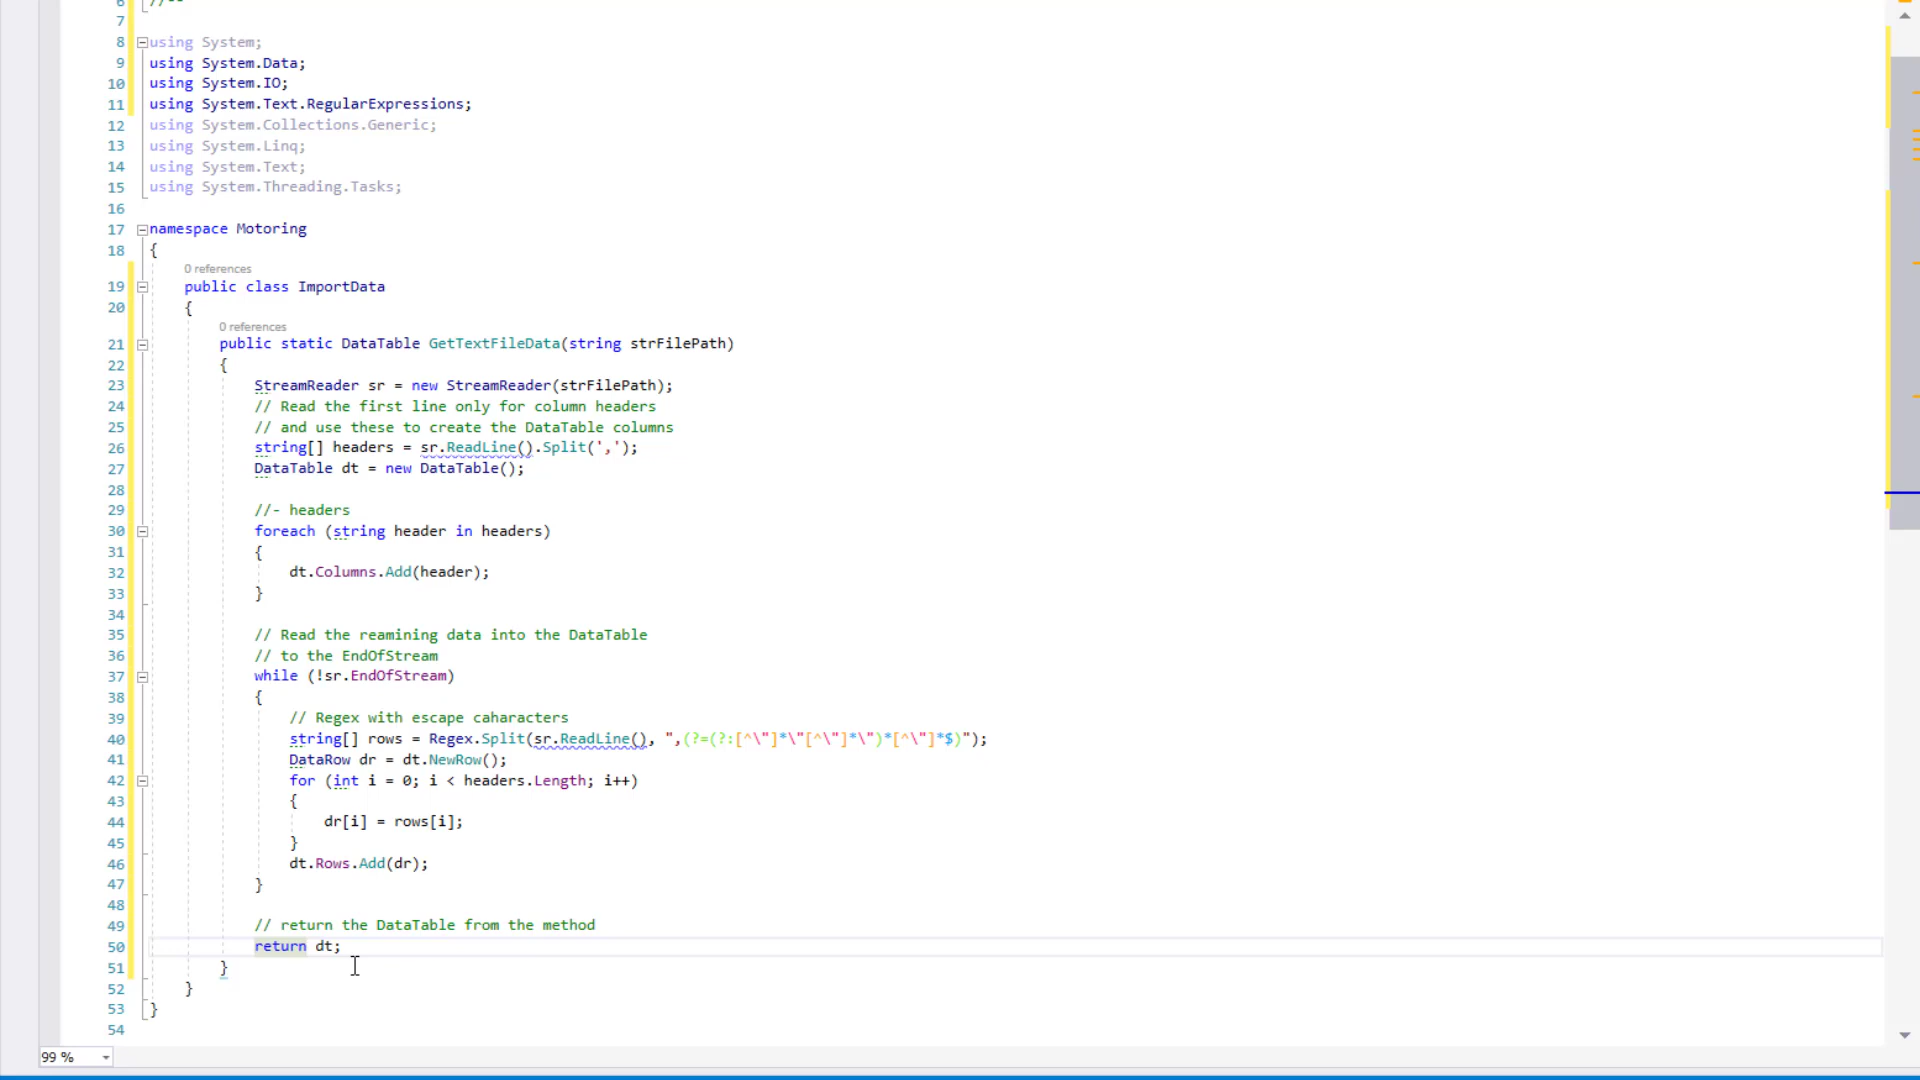 6 //--
7
8 using System;
9 using System.Data;
10 using System.IO;
11 using System.Text.RegularExpressions;
12 using System.Collections.Generic;
13 using System.Linq;
14 using System.Text;
15 using System.Threading.Tasks;
16
17 namespace Motoring
18 {
0 references
19 public class ImportData
20 {
0 references
21 public static DataTable GetTextFileData(string strFilePath)
22 {
23 StreamReader sr = new StreamReader(strFilePath);
24 // Read the first line only for column headers
25 // and use these to create the DataTable columns
26 string[] headers = sr.ReadLine().Split(',');
27 DataTable dt = new DataTable();
28
29 //- headers
30 foreach (string header in headers)
31 {
32 dt.Columns.Add(header);
33 }
34
35 // Read the reamining data into the DataTable
36 // to the EndOfStream
37 while (!sr.EndOfStream)
38 {
39 // Regex with escape caharacters
40 string[] rows = Regex.Split(sr.ReadLine(), ",(?=(?:[^\"]*\"[^\"]*\")*[^\"]*$)");
41 DataRow dr = dt.NewRow();
42 for (int i = 0; i < headers.Length; i++)
43 {
44 dr[i] = rows[i];
45 }
46 dt.Rows.Add(dr);
47 }
48
49 // return the DataTable from the method
50 return dt;
51 }
52 }
53 }
54
99 %